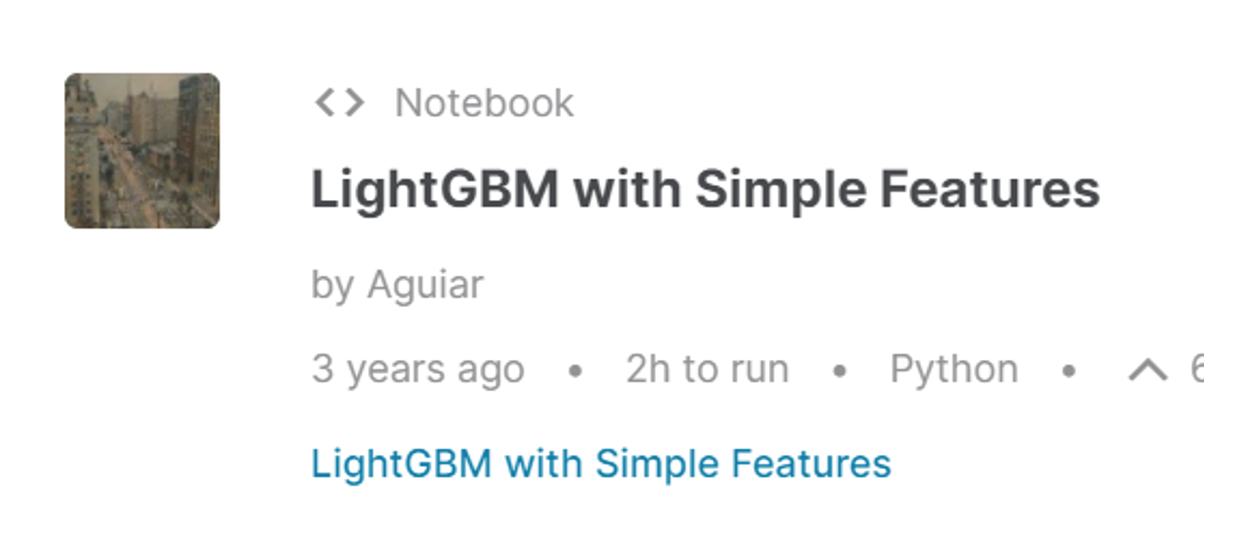 <> Notebook
LightGBM with Simple Features
by Aguiar
3 years ago • 2h to run • Python •
LightGBM with Simple Features